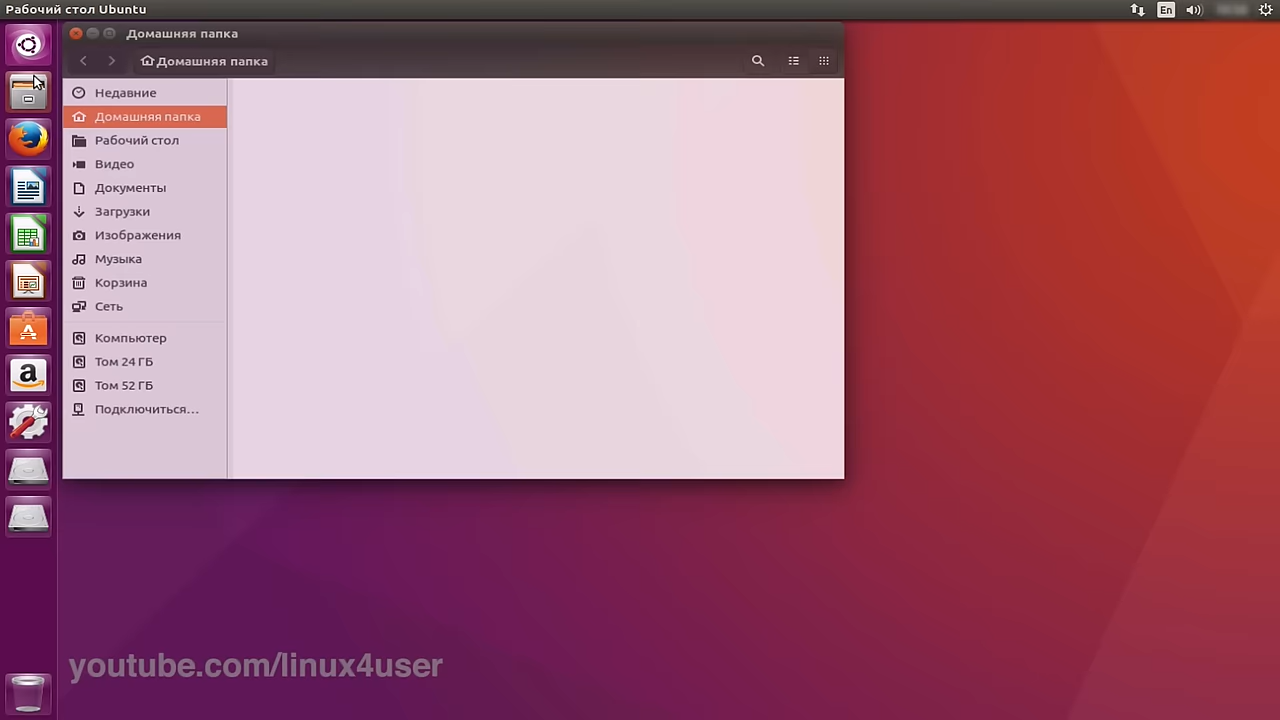 Рабочий стол Ubuntu
En
Домашняя папка
Домашняя папка
Недавние
Домашняя папка
Рабочий стол
Видео
Документы
Загрузки
Изображения
Музыка
Корзина
Сеть
Компьютер
Том 24 ГБ
Том 52 ГБ
Подключиться…
a
youtube.com/linux4user